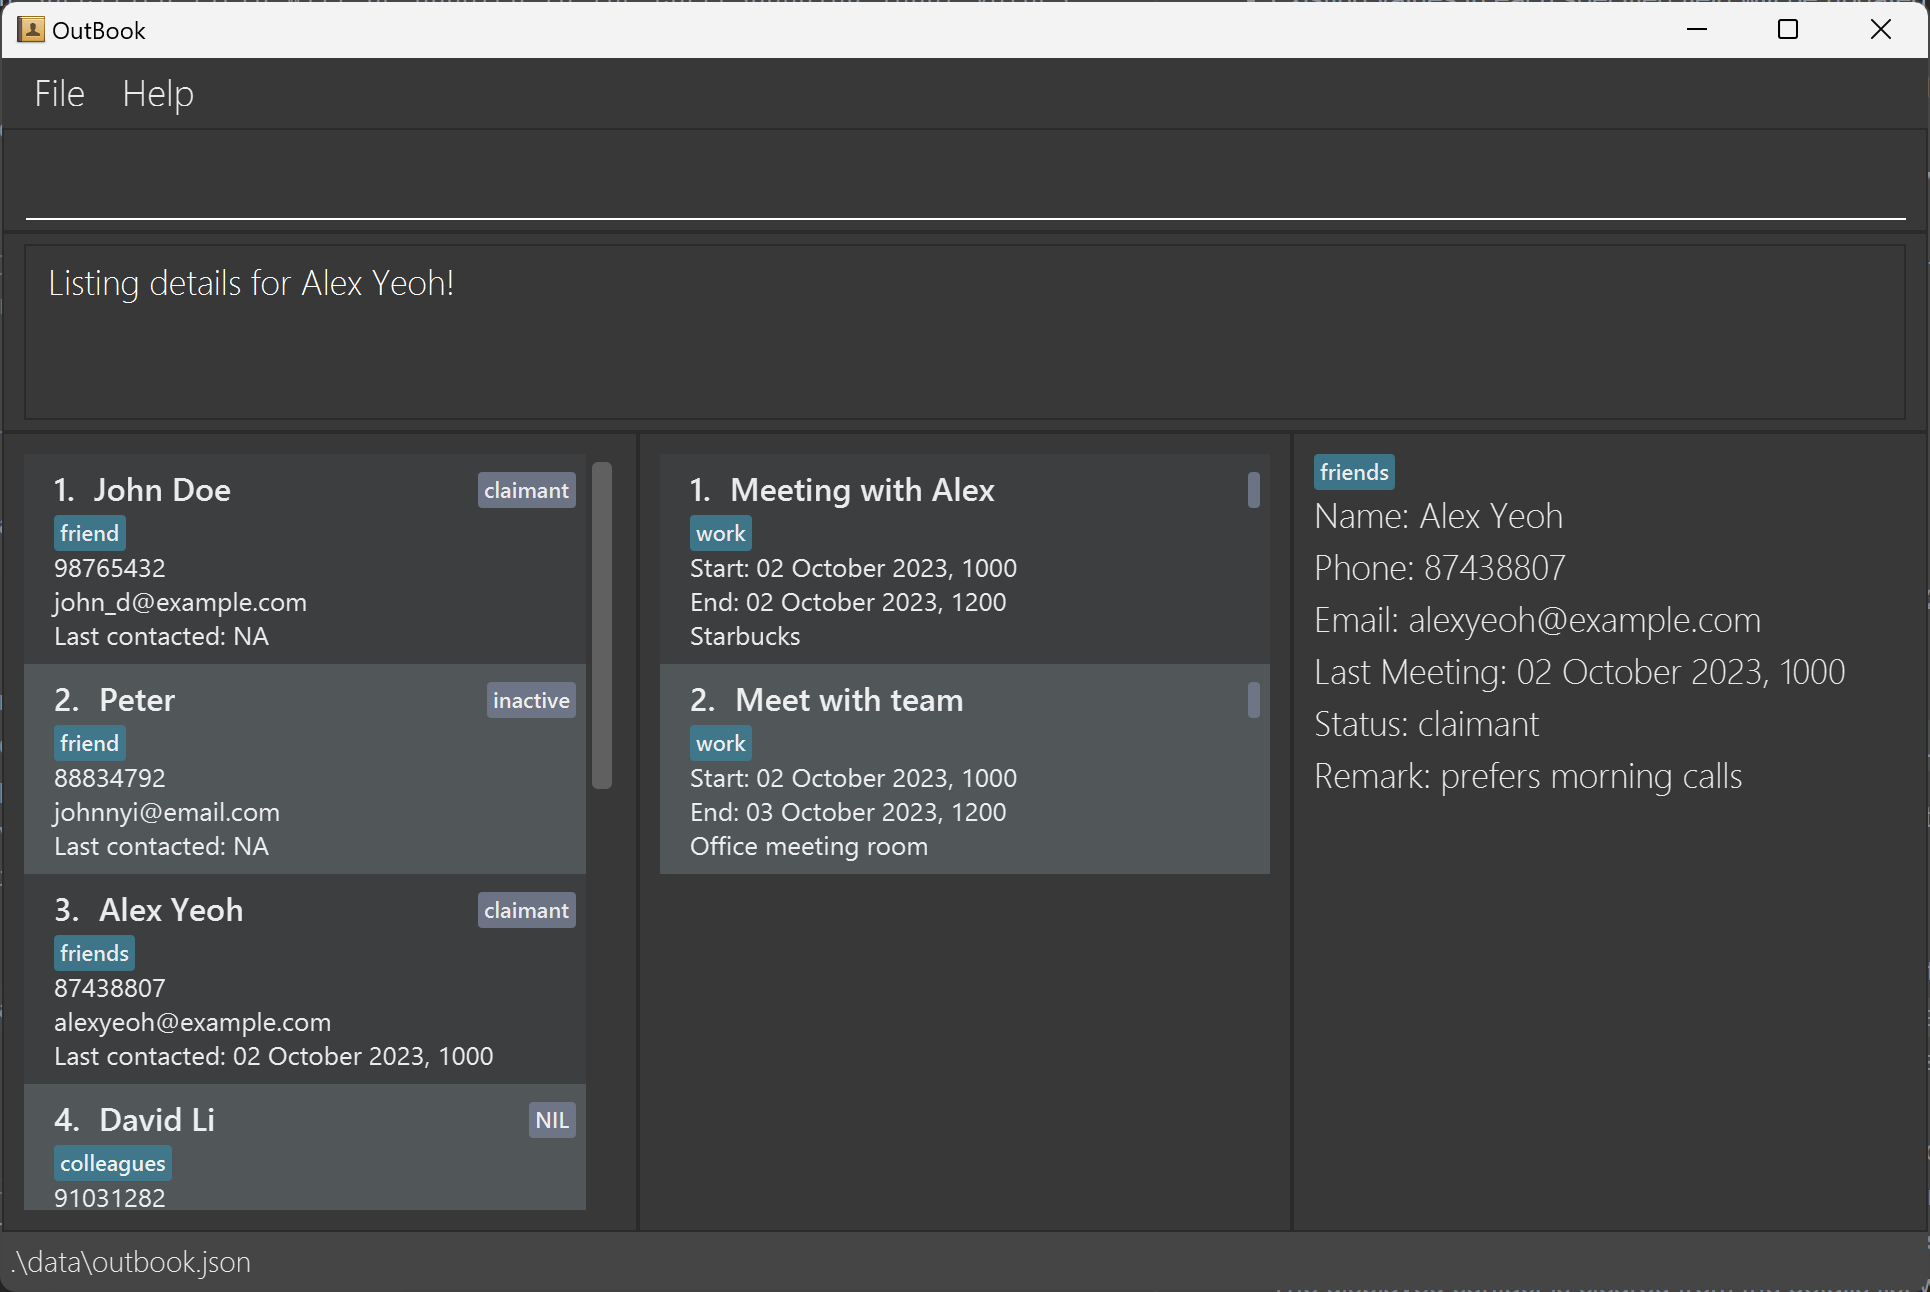 OutBook
File Help
Listing details for Alex Yeoh!
1. John Doe
claimant
friend
98765432
john_d@example.com
Last contacted: NA
2. Peter
inactive
friend
88834792
johnnyi@email.com
Last contacted: NA
3. Alex Yeoh
claimant
friends
87438807
alexyeoh@example.com
Last contacted: 02 October 2023, 1000
4. David Li
NIL
colleagues
91031282
1. Meeting with Alex
work
Start: 02 October 2023, 1000
End: 02 October 2023, 1200
Starbucks
2. Meet with team
work
Start: 02 October 2023, 1000
End: 03 October 2023, 1200
Office meeting room
friends
Name: Alex Yeoh
Phone: 87438807
Email: alexyeoh@example.com
Last Meeting: 02 October 2023, 1000
Status: claimant
Remark: prefers morning calls
.\data\outbook.json